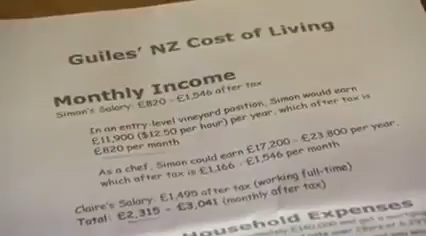 Guiles' NZ Cost of Living
Monthly Income
Simon's Salary: £820 - £1,546 after tax
In an entry-level vineyard position, Simon would earn
£11,900 ($12.50 per hour) per year, which after tax is
£820 per month
As a chef, Simon could earn £17,200 - £23,800 per year,
which after tax is £1,166 - £1,546 per month
Claire's Salary: £1,495 after tax (working full-time)
Total: £2,315 - £3,041 (monthly after tax)
Household Expenses